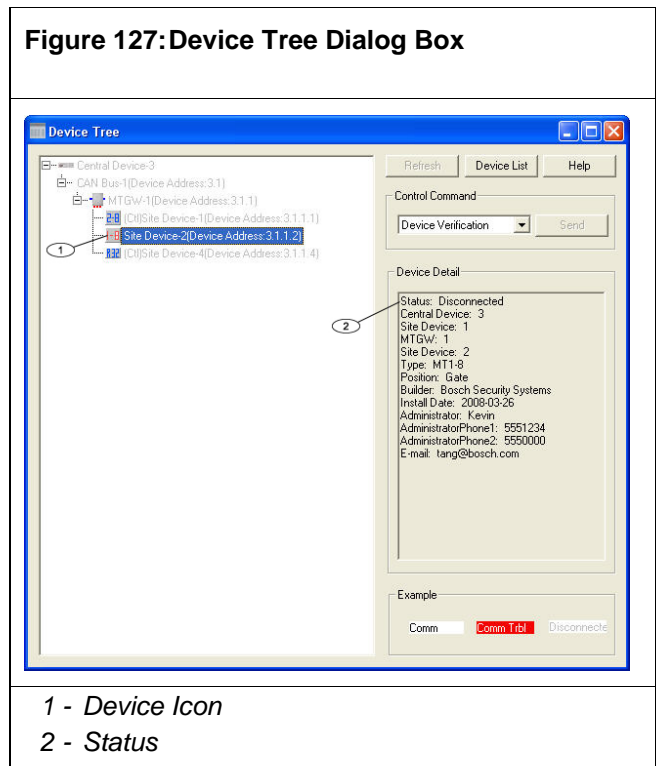 Figure 127:Device Tree Dialog Box
Device Tree
Central Device-3
CAN Bus-1(Device Address:3.1)
MTGW-1(Device Address:3.1.1)
2-8 (Ctl)Site Device-1(Device Address:3.1.1.1)
Site Device-2(Device Address:3.1.1.2)
(Ctl)Site Device-4(Device Address:3.1.1.4)
1
Refresh Device List Help
Control Command
Device Verification Send
Device Detail
2
Status: Disconnected
Central Device: 3
Site Device: 1
MTGW: 1
Site Device: 2
Type: MT1-8
Position: Gate
Builder: Bosch Security Systems
Install Date: 2008-03-26
Administrator: Kevin
AdministratorPhone1: 5551234
AdministratorPhone2: 5550000
E-mail: tang@bosch.com
Example
Comm Comm Trbl Disconnecte
1 - Device Icon
2 - Status